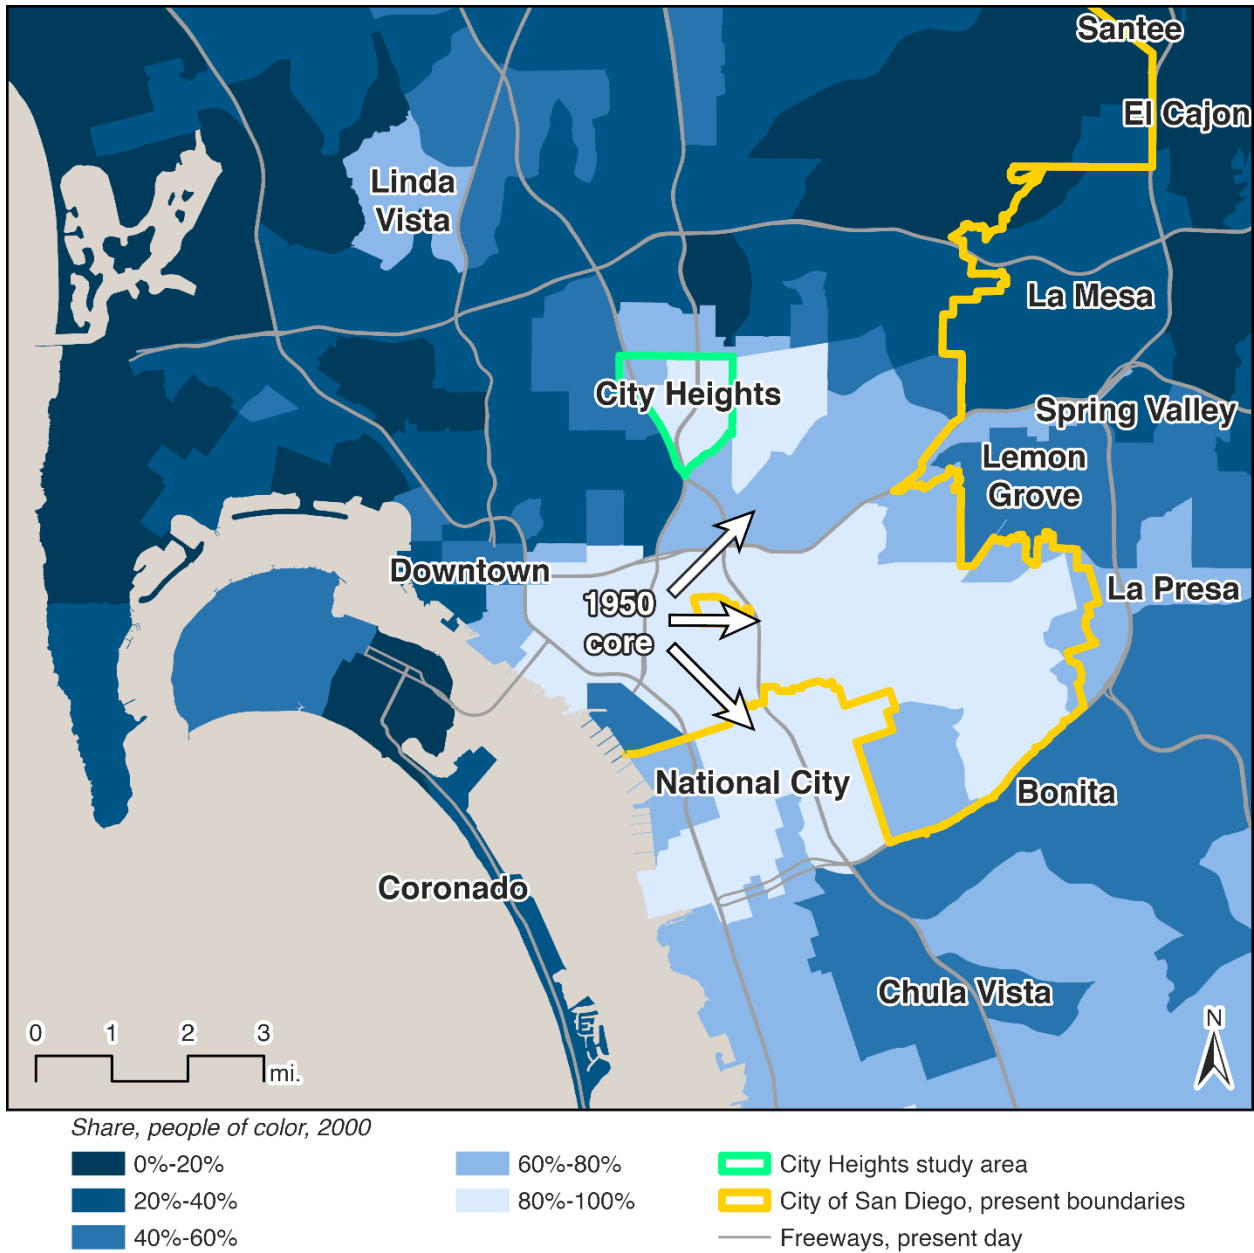 Santee
El Cajon
Linda
Vista
La Mesa
City Heights
Spring Valley
Lemon
Grove
Downtown
La Presa
1950
core
National City
Bonita
Coronado
Chula Vista
0 1 2 3
mi.
N
Share, people of color, 2000
0%-20%
20%-40%
40%-60%
60%-80%
80%-100%
City Heights study area
City of San Diego, present boundaries
Freeways, present day